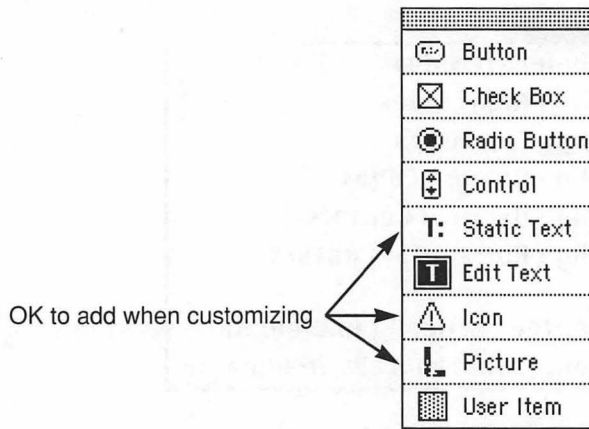 Button
Check Box
Radio Button
Control
T: Static Text
T Edit Text
Icon
Picture
User Item
OK to add when customizing